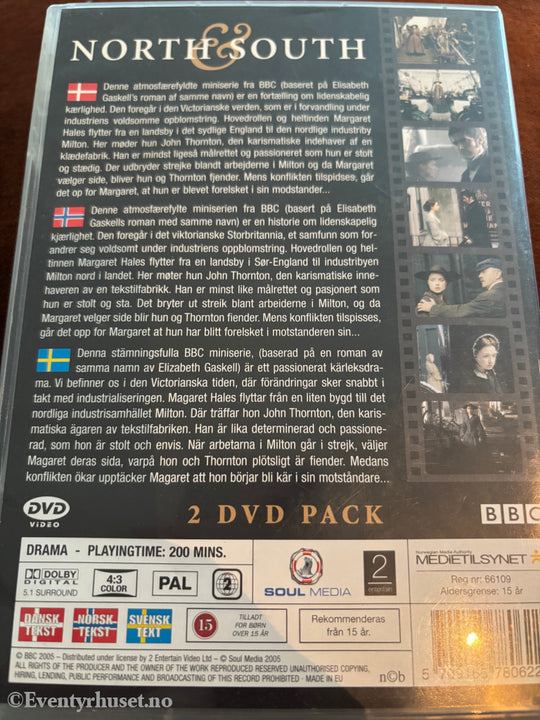 NORTH & SOUTH
Denne atmosfærefyldte miniserie fra BBC (baseret på Elisabeth
Gaskell's roman af samme navn) er en fortælling om lidenskabelig
kærlighed. Den foregår i den Victorianske verden, som er i forvandling under
industriens voldsomme opblomstring. Hovedrollen og heltinden Margaret
Hales flytter fra en landsby i det sydlige England til den nordlige industriby
Milton. Her møder hun John Thornton, den karismatiske indehaver af en
klædefabrik. Han er mindst ligeså målrettet og passioneret som hun er stolt
og stædig. Der udbryder strejke blandt arbejderne i Milton og da Margaret
vælger side, bliver hun og Thornton fjender. Mens konflikten tilspidses, går
det op for Margaret, at hun er blevet forelsket i sin modstander...
Denne atmosfærefylte miniserien fra BBC (basert på Elisabeth
Gaskells roman med samme navn) er en historie om lidenskapelig
kjærlighet. Den foregår i det viktorianske Storbritannia, et samfunn som for-
andrer seg voldsomt under industriens oppblomstring. Hovedrollen og hel-
tinnen Margaret Hales flytter fra en landsby i Sør-England til industribyen
Milton nord i landet. Her møter hun John Thornton, den karismatiske inne-
haveren av en tekstilfabrikk. Han er minst like målrettet og pasjonert som
hun er stolt og sta. Det bryter ut streik blant arbeiderne i Milton, og da
Margaret velger side blir hun og Thornton fiender. Mens konflikten tilspisses,
går det opp for Margaret at hun har blitt forelsket i motstanderen sin...
Denna stämningsfulla BBC miniserie, (baserad på en roman av
samma namn av Elizabeth Gaskell) är ett passionerat kärleksdra-
ma. Vi befinner os i den Victorianska tiden, där förändringar sker snabbt i
takt med industrialiseringen. Magaret Hales flyttar från en liten bygd till det
nordliga industrisamhället Milton. Där träffar hon John Thornton, den karis-
matiska ägaren av tekstilfabriken. Han är lika determinerad och passione-
rad, som hon är stolt och envis. När arbetarna i Milton går i strejk, väljer
Magaret deras sida, varpå hon och Thornton plötsligt är fiender. Medans
konflikten ökar upptäcker Magaret att hon börjar bli kär i sin motståndare...
DVD
VIDEO
2 DVD PACK
BBC
DRAMA - PLAYINGTIME: 200 MINS.
DOLBY
DIGITAL
5.1 SURROUND
4:3
COLOR
PAL
2
SOUL MEDIA
2
entertain
Norwegian Media Authority
MEDIETILSYNET
Reg nr: 66109
Aldersgrense: 15 år
DANSK
TEKST
NORSK
TEKST
SVENSK
TEXT
15
TILLADT
FOR BØRN
OVER 15 ÅR
Rekommenderas
från 15 år.
© BBC 2005 – Distributed under license by 2 Entertain Video Ltd – © Soul Media 2005
ALL RIGHTS OF THE PRODUCER AND THE OWNER OF THE WORK REPRODUCED RESERVED UNAUTHORISED COPYING,
HIRING, LENDING, PUBLIC PERFORMANCE AND BROADCASTING OF THIS RECORD PROHIBITED. MADE IN EU
n©b
©Eventyrhuset.no